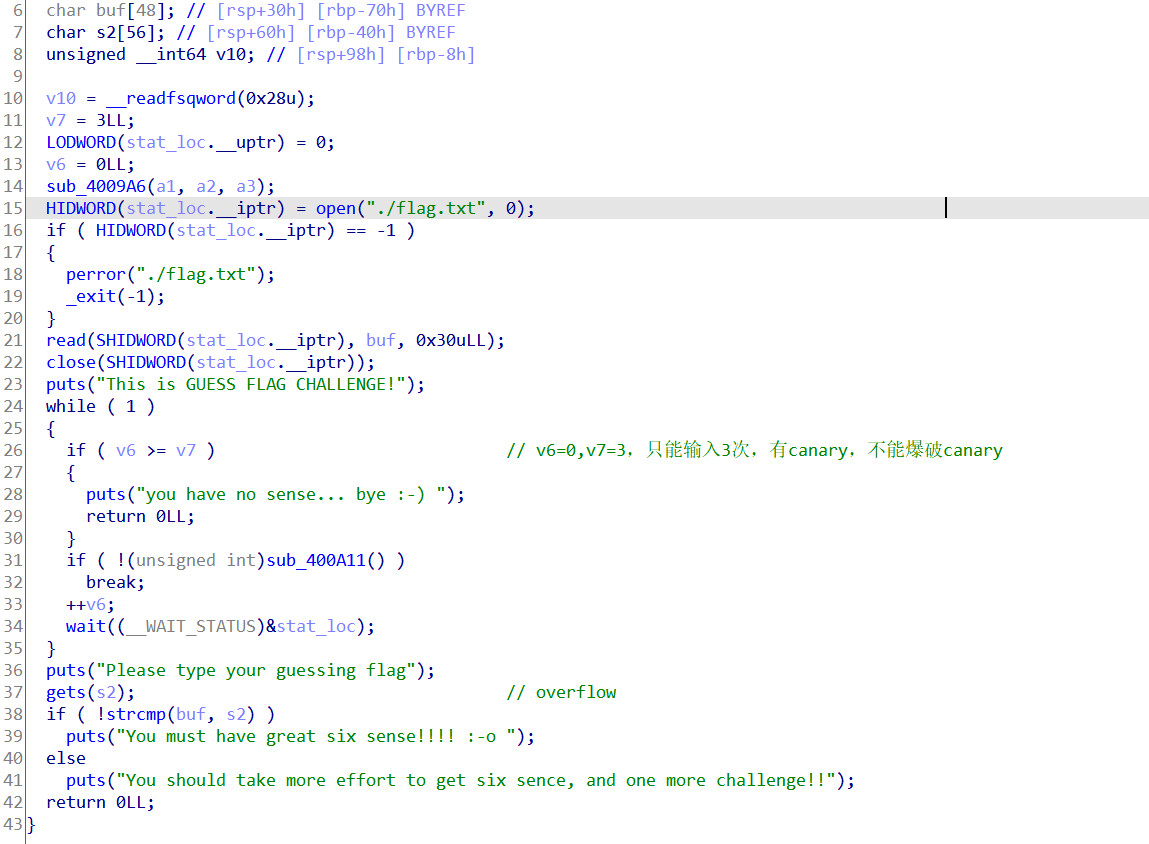 6 char buf[48]; // [rsp+30h] [rbp-70h] BYREF
7 char s2[56]; // [rsp+60h] [rbp-40h] BYREF
8 unsigned __int64 v10; // [rsp+98h] [rbp-8h]
9
10 v10 = __readfsqword(0x28u);
11 v7 = 3LL;
12 LODWORD(stat_loc.__uptr) = 0;
13 v6 = 0LL;
14 sub_4009A6(a1, a2, a3);
15 HIDWORD(stat_loc.__iptr) = open("./flag.txt", 0);
16 if ( HIDWORD(stat_loc.__iptr) == -1 )
17 {
18 perror("./flag.txt");
19 _exit(-1);
20 }
21 read(SHIDWORD(stat_loc.__iptr), buf, 0x30uLL);
22 close(SHIDWORD(stat_loc.__iptr));
23 puts("This is GUESS FLAG CHALLENGE!");
24 while ( 1 )
25 {
26 if ( v6 >= v7 ) // v6=0,v7=3，只能输入3次，有canary，不能爆破canary
27 {
28 puts("you have no sense... bye :-) ");
29 return 0LL;
30 }
31 if ( !(unsigned int)sub_400A11() )
32 break;
33 ++v6;
34 wait((__WAIT_STATUS)&stat_loc);
35 }
36 puts("Please type your guessing flag");
37 gets(s2); // overflow
38 if ( !strcmp(buf, s2) )
39 puts("You must have great six sense!!!! :-o ");
40 else
41 puts("You should take more effort to get six sence, and one more challenge!!");
42 return 0LL;
43 }